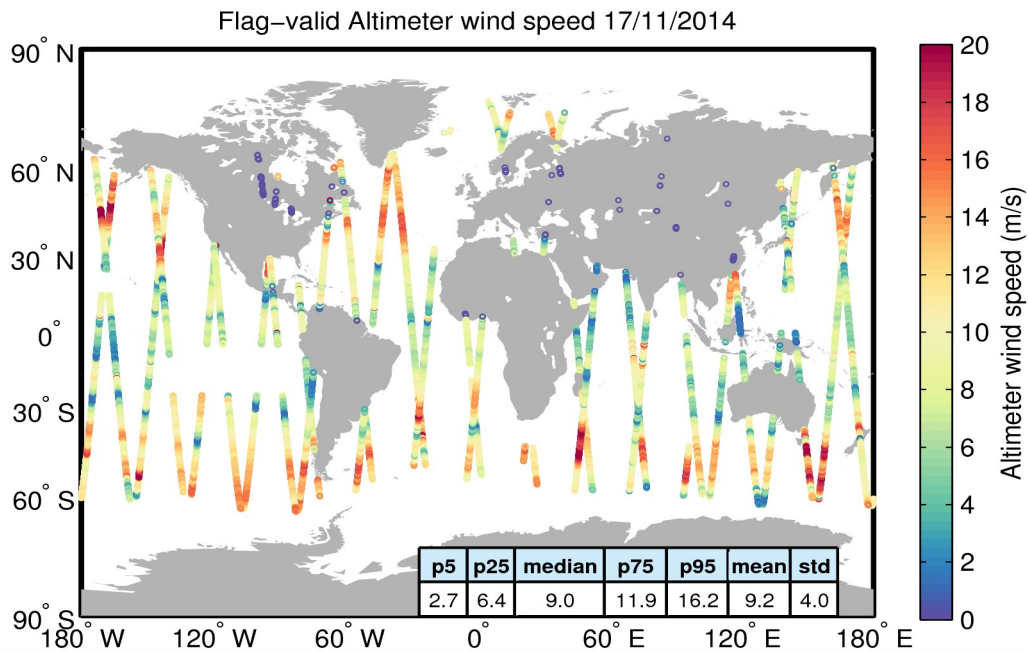 Flag−valid Altimeter wind speed 17/11/2014
90° N
60° N
30° N
0°
30° S
60° S
90° S
180° W
120° W
60° W
0°
60° E
120° E
180° E
p5 p25 median p75 p95 mean std
2.7 6.4 9.0 11.9 16.2 9.2 4.0
20
18
16
14
12
10
8
6
4
2
0
Altimeter wind speed (m/s)